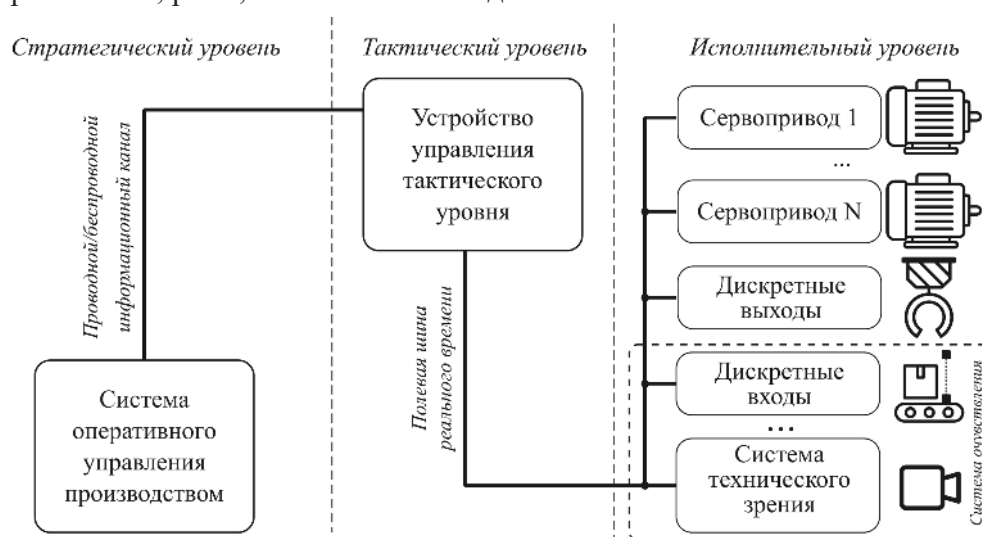 Стратегический уровень
Тактический уровень
Исполнительный уровень
Проводной/беспроводной
информационный канал
Система
оперативного
управления
производством
Устройство
управления
тактического
уровня
Полевая шина
реального времени
Сервопривод 1
...
Сервопривод N
Дискретные
выходы
Дискретные
входы
...
Система
технического
зрения
Система очувствления